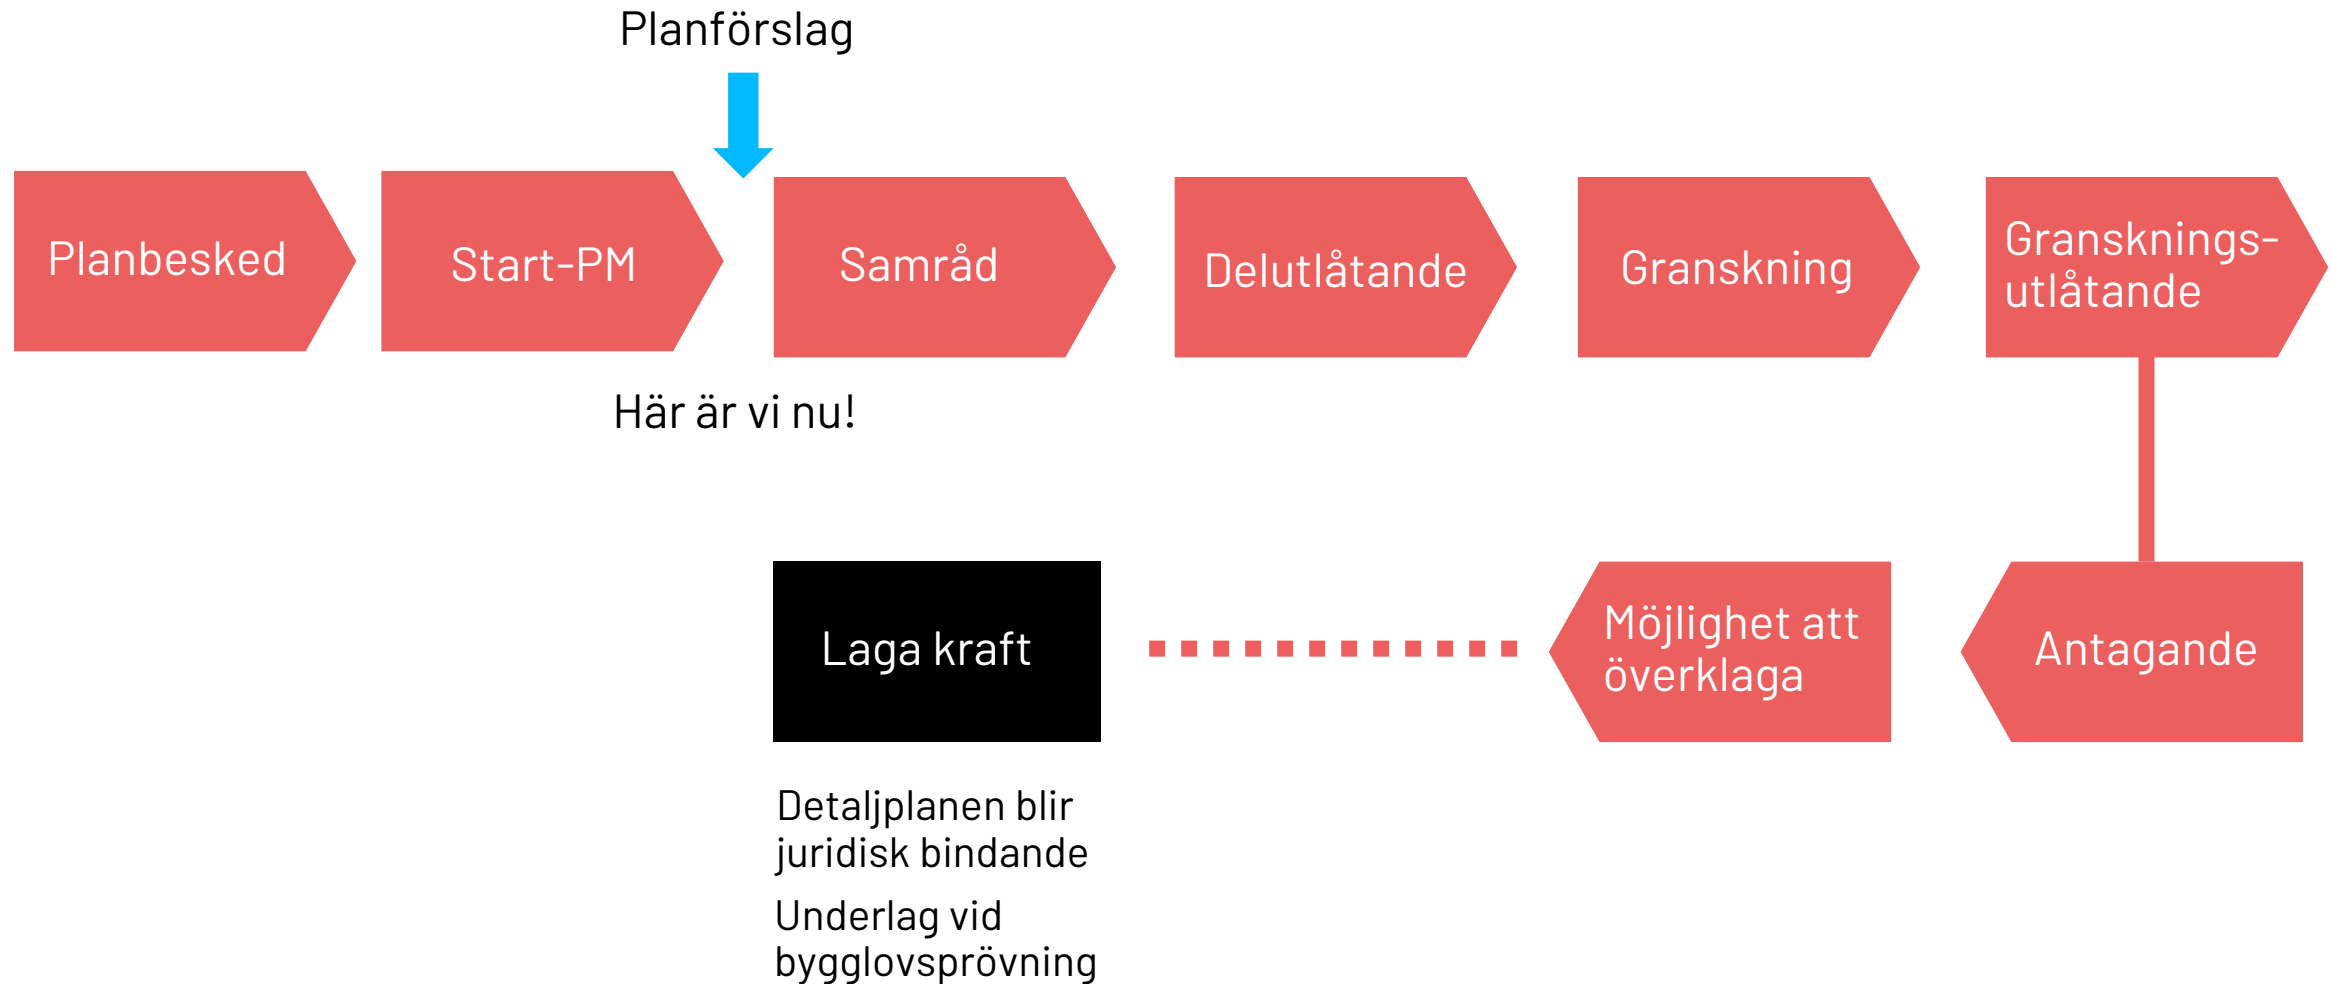 Planförslag
Planbesked
Start-PM
Samråd
Delutlåtande
Granskning
Gransknings-
utlåtande
Här är vi nu!
Laga kraft
Möjlighet att
överklaga
Antagande
Detaljplanen blir
juridisk bindande
Underlag vid
bygglovsprövning